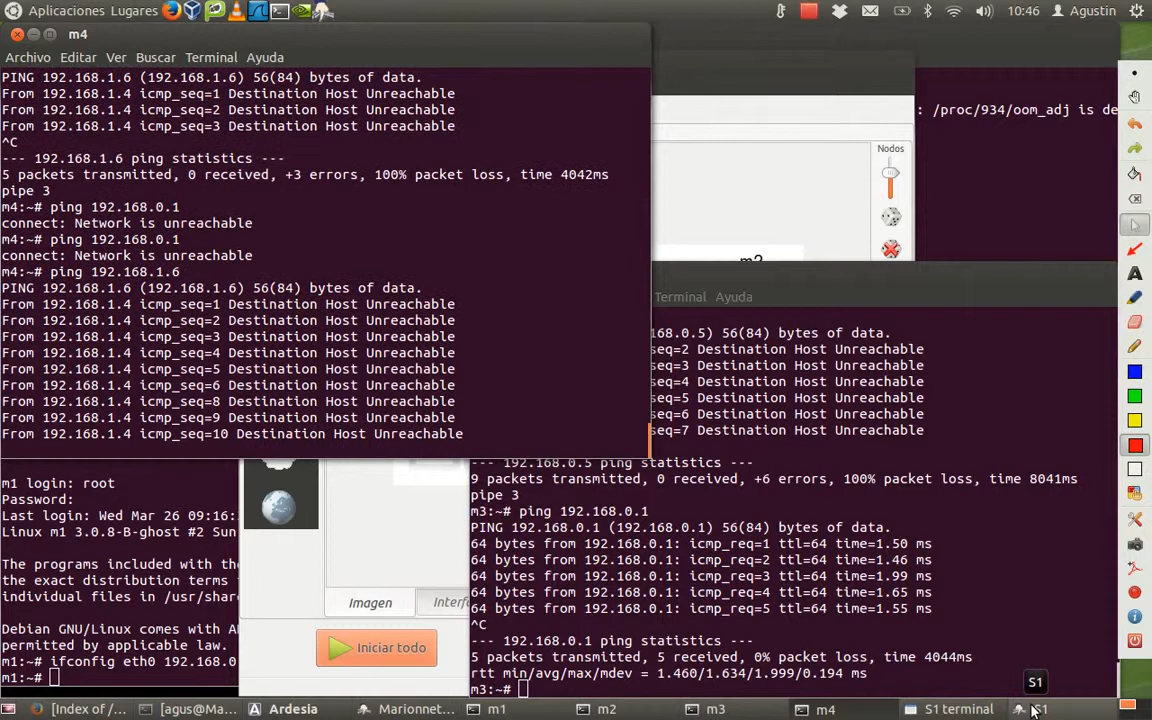 Aplicaciones Lugares
10:46
Agustin
m4
Archivo Editar Ver Buscar Terminal Ayuda
PING 192.168.1.6 (192.168.1.6) 56(84) bytes of data.
From 192.168.1.4 icmp_seq=1 Destination Host Unreachable
From 192.168.1.4 icmp_seq=2 Destination Host Unreachable
From 192.168.1.4 icmp_seq=3 Destination Host Unreachable
^C
--- 192.168.1.6 ping statistics ---
5 packets transmitted, 0 received, +3 errors, 100% packet loss, time 4042ms
pipe 3
m4:~# ping 192.168.0.1
connect: Network is unreachable
m4:~# ping 192.168.0.1
connect: Network is unreachable
m4:~# ping 192.168.1.6
PING 192.168.1.6 (192.168.1.6) 56(84) bytes of data.
From 192.168.1.4 icmp_seq=1 Destination Host Unreachable
From 192.168.1.4 icmp_seq=2 Destination Host Unreachable
From 192.168.1.4 icmp_seq=3 Destination Host Unreachable
From 192.168.1.4 icmp_seq=4 Destination Host Unreachable
From 192.168.1.4 icmp_seq=5 Destination Host Unreachable
From 192.168.1.4 icmp_seq=6 Destination Host Unreachable
From 192.168.1.4 icmp_seq=8 Destination Host Unreachable
From 192.168.1.4 icmp_seq=9 Destination Host Unreachable
From 192.168.1.4 icmp_seq=10 Destination Host Unreachable
: /proc/934/oom_adj is de
Nodos
Terminal Ayuda
168.0.5) 56(84) bytes of data.
seq=2 Destination Host Unreachable
seq=3 Destination Host Unreachable
seq=4 Destination Host Unreachable
seq=5 Destination Host Unreachable
seq=6 Destination Host Unreachable
seq=7 Destination Host Unreachable
--- 192.168.0.5 ping statistics ---
9 packets transmitted, 0 received, +6 errors, 100% packet loss, time 8041ms
pipe 3
m3:~# ping 192.168.0.1
PING 192.168.0.1 (192.168.0.1) 56(84) bytes of data.
64 bytes from 192.168.0.1: icmp_req=1 ttl=64 time=1.50 ms
64 bytes from 192.168.0.1: icmp_req=2 ttl=64 time=1.46 ms
64 bytes from 192.168.0.1: icmp_req=3 ttl=64 time=1.99 ms
64 bytes from 192.168.0.1: icmp_req=4 ttl=64 time=1.65 ms
64 bytes from 192.168.0.1: icmp_req=5 ttl=64 time=1.55 ms
^C
--- 192.168.0.1 ping statistics ---
5 packets transmitted, 5 received, 0% packet loss, time 4044ms
rtt min/avg/max/mdev = 1.460/1.634/1.999/0.194 ms
m3:~#
m1 login: root
Password:
Last login: Wed Mar 26 09:16:
Linux m1 3.0.8-B-ghost #2 Sun
The programs included with the
the exact distribution terms
individual files in /usr/shar
Debian GNU/Linux comes with A
permitted by applicable law.
m1:~# ifconfig eth0 192.168.0
m1:~#
Imagen Interf
Iniciar todo
S1
[Index of /... [agus@Ma... Ardesia Marionnet... m1 m2 m3 m4 S1 terminal S1